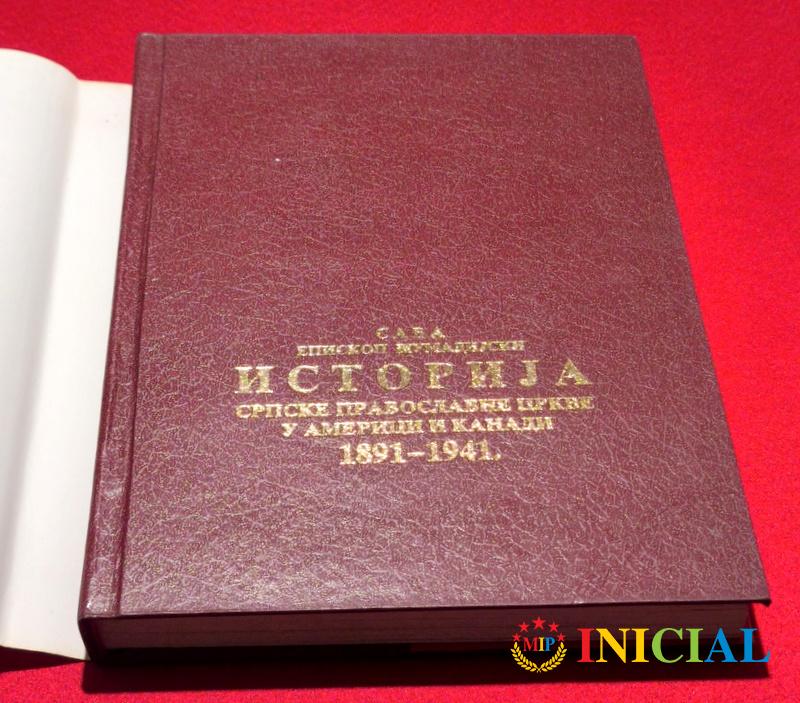 САВА
ЕПИСКОП ШУМАДИЈСКИ
ИСТОРИЈА
СРПСКЕ ПРАВОСЛАВНЕ ЦРКВЕ
У АМЕРИЦИ И КАНАДИ
1891–1941.
MIP INICIAL